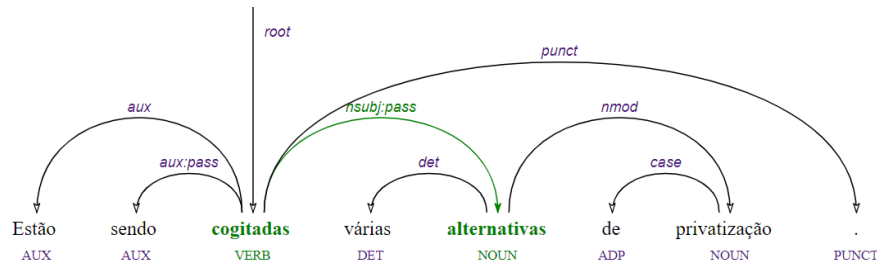 root
punct
aux
nsubj:pass
nmod
aux:pass
det
case
Estão sendo cogitadas várias alternativas de privatização .
AUX AUX VERB DET NOUN ADP NOUN PUNCT